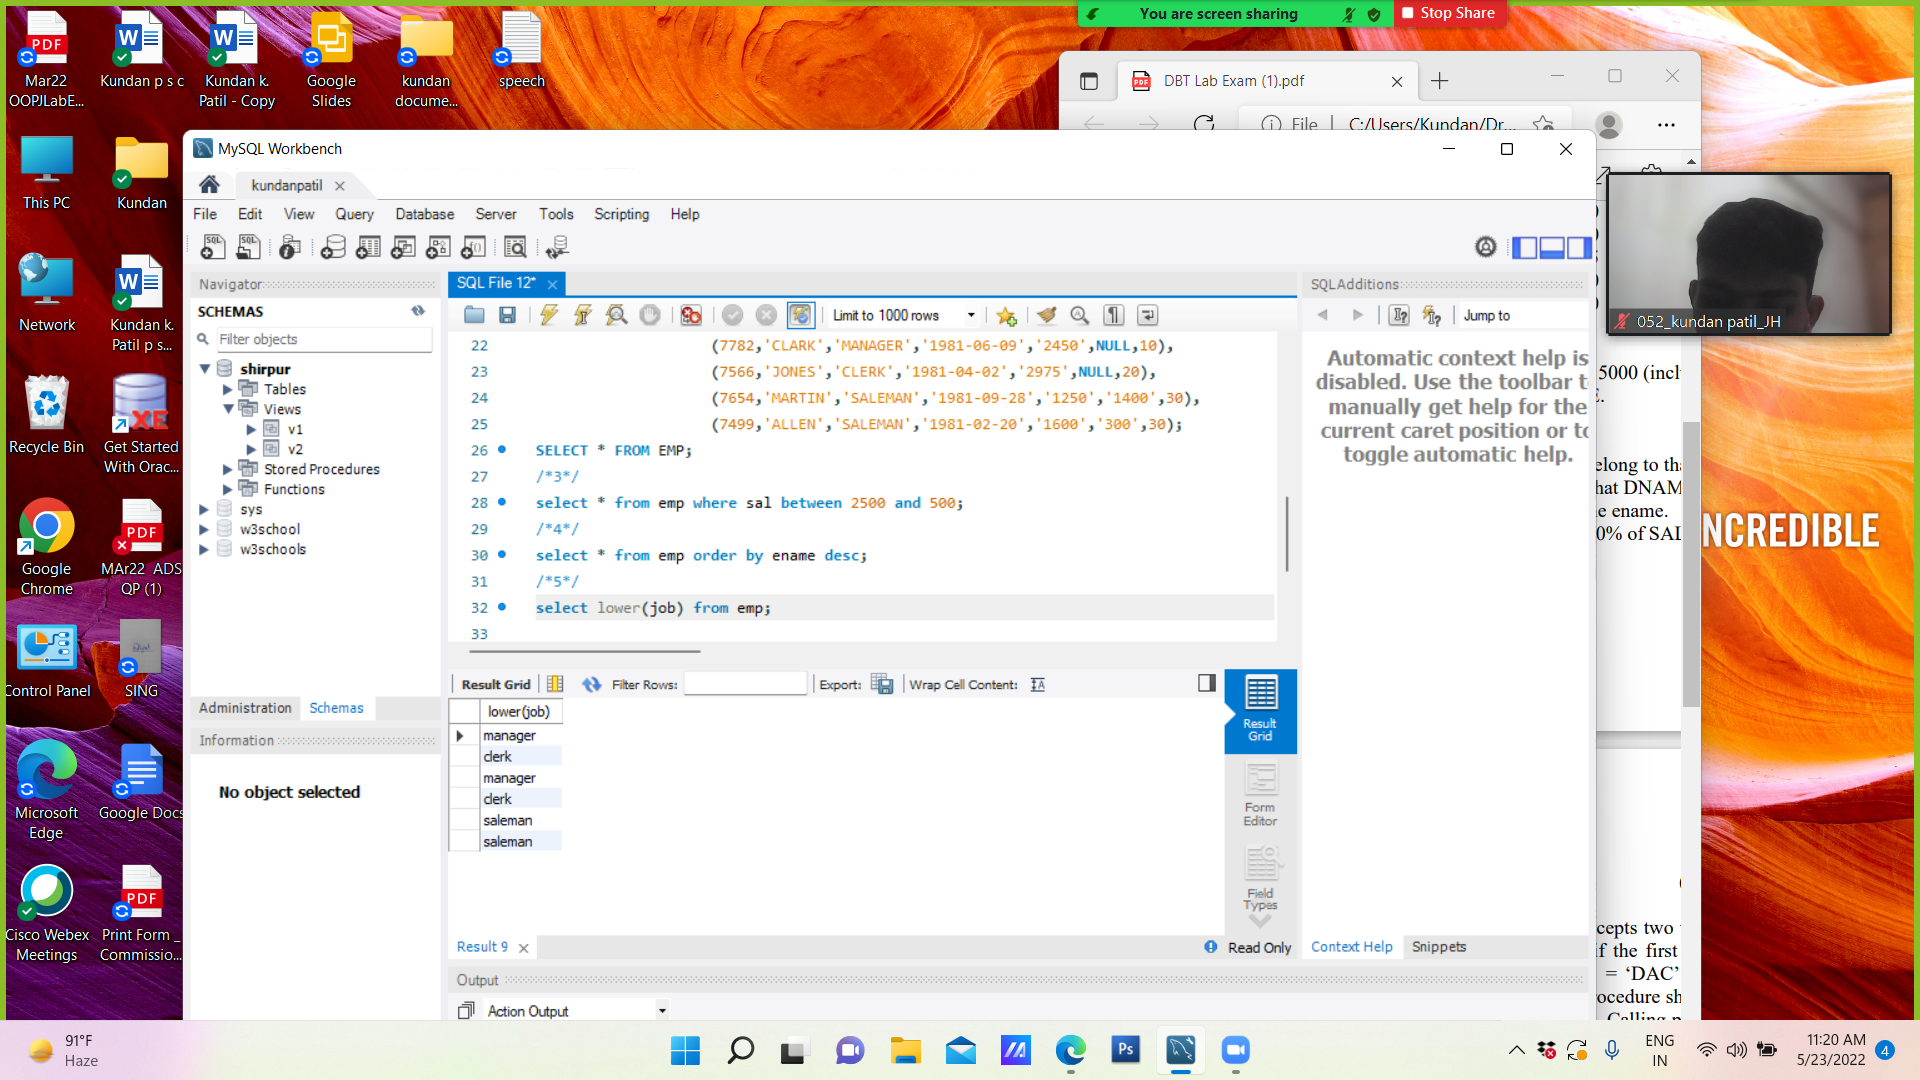 You are screen sharing
Stop Share
Mar22
OOPJLabE...
Kundan p s c
Kundan k.
Patil - Copy
Google
Slides
kundan
docume...
speech
This PC
Kundan
Network
Kundan k.
Patil p s...
Recycle Bin
Get Started
With Orac...
Google
Chrome
MAr22 ADS
QP (1)
Control Panel
SING
Microsoft
Edge
Google Docs
Cisco Webex
Meetings
Print Form _
Commissio...
DBT Lab Exam (1).pdf
File
C:/Users/Kundan/Dr...
MySQL Workbench
kundanpatil
File Edit View Query Database Server Tools Scripting Help
Navigator
SCHEMAS
Filter objects
shirpur
Tables
Views
v1
v2
Stored Procedures
Functions
sys
w3school
w3schools
Administration Schemas
Information
No object selected
SQL File 12*
Limit to 1000 rows
22 (7782,'CLARK','MANAGER','1981-06-09','2450',NULL,10),
23 (7566,'JONES','CLERK','1981-04-02','2975',NULL,20),
24 (7654,'MARTIN','SALEMAN','1981-09-28','1250','1400',30),
25 (7499,'ALLEN','SALEMAN','1981-02-20','1600','300',30);
26 SELECT * FROM EMP;
27 /*3*/
28 select * from emp where sal between 2500 and 500;
29 /*4*/
30 select * from emp order by ename desc;
31 /*5*/
32 select lower(job) from emp;
33
Result Grid Filter Rows: Export: Wrap Cell Content:
lower(job)
manager
clerk
manager
clerk
saleman
saleman
Result
Grid
Form
Editor
Field
Types
Result 9
Read Only
Output
Action Output
SQLAdditions
Jump to
Automatic context help is
disabled. Use the toolbar t
manually get help for the
current caret position or to
toggle automatic help.
Context Help Snippets
052_kundan patil_JH
5000 (incl
E.
elong to tha
hat DNAM
e ename.
0% of SAL
NCREDIBLE
cepts two
if the first
= ‘DAC’
ocedure sh
Calling p
91°F
Haze
ENG
IN
11:20 AM
5/23/2022
4